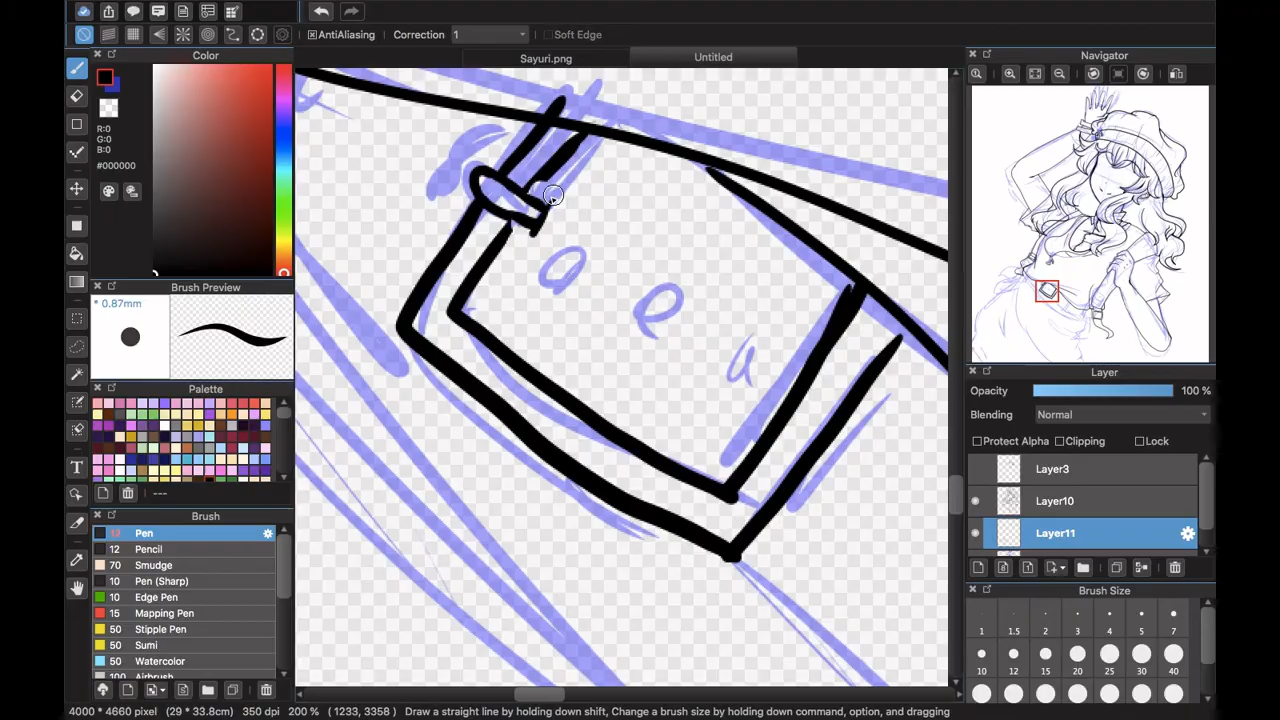 AntiAliasing Correction 1 Soft Edge
Sayuri.png
Untitled
Color
R:0
G:0
B:0
#000000
Brush Preview
* 0.87mm
Palette
---
Brush
12 Pen
12 Pencil
70 Smudge
10 Pen (Sharp)
10 Edge Pen
15 Mapping Pen
50 Stipple Pen
50 Sumi
50 Watercolor
100 Airbrush
a e a
Navigator
Layer
Opacity 100 %
Blending Normal
Protect Alpha Clipping Lock
Layer3
Layer10
Layer11
Brush Size
1 1.5 2 3 4 5 7
10 12 15 20 25 30 40
4000 * 4660 pixel (29 * 33.8cm) 350 dpi 200 % ( 1233, 3358 ) Draw a straight line by holding down shift, Change a brush size by holding down command, option, and dragging